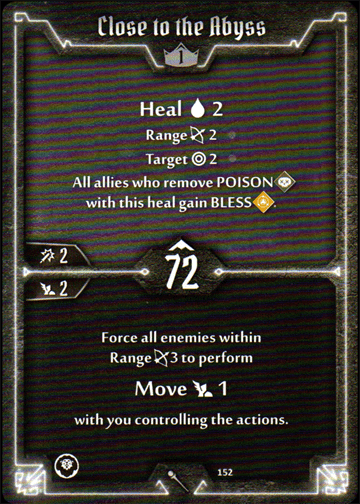 Close to the Abyss
1
Heal 2
Range 2
Target 2
All allies who remove POISON
with this heal gain BLESS.
2
72
2
Force all enemies within
Range 3 to perform
Move 1
with you controlling the actions.
152